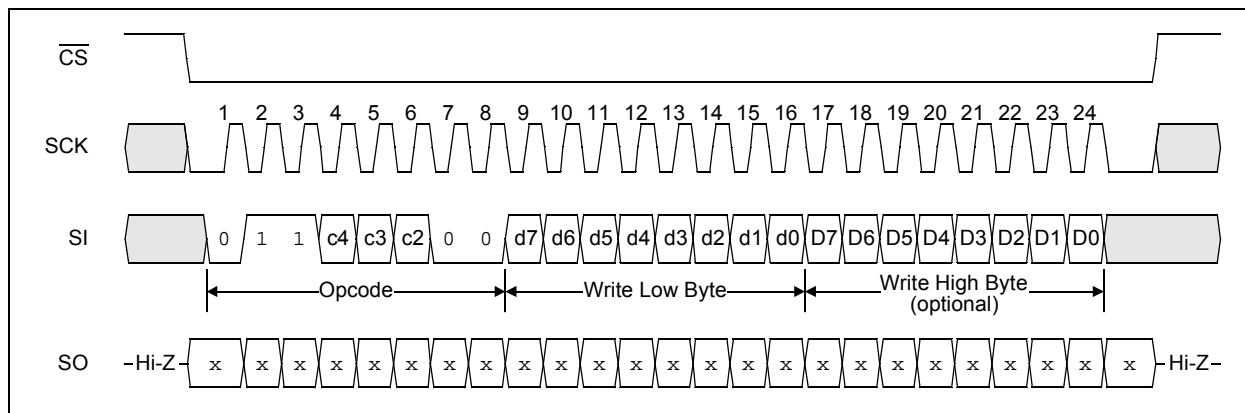 CS
1 2 3 4 5 6 7 8 9 10 11 12 13 14 15 16 17 18 19 20 21 22 23 24
SCK
SI 0 1 1 c4 c3 c2 0 0 d7 d6 d5 d4 d3 d2 d1 d0 D7 D6 D5 D4 D3 D2 D1 D0
Opcode Write Low Byte Write High Byte
(optional)
SO Hi-Z x x x x x x x x x x x x x x x x x x x x x x x x x Hi-Z